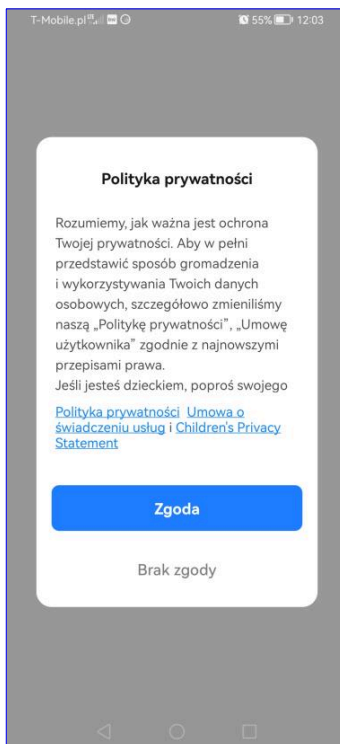 T-Mobile.pl 55% 12:03
Polityka prywatności
Rozumiemy, jak ważna jest ochrona
Twojej prywatności. Aby w pełni
przedstawić sposób gromadzenia
i wykorzystywania Twoich danych
osobowych, szczegółowo zmieniliśmy
naszą „Politykę prywatności”, „Umowę
użytkownika” zgodnie z najnowszymi
przepisami prawa.
Jeśli jesteś dzieckiem, poproś swojego
Polityka prywatności Umowa o
świadczeniu usług i Children's Privacy
Statement
Zgoda
Brak zgody